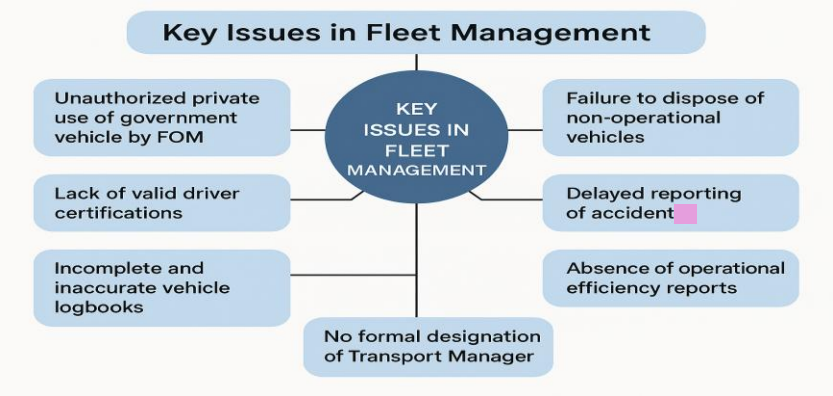 Key Issues in Fleet Management
KEY
ISSUES IN
FLEET
MANAGEMENT
Unauthorized private
use of government
vehicle by FOM
Lack of valid driver
certifications
Incomplete and
inaccurate vehicle
logbooks
Failure to dispose of
non-operational
vehicles
Delayed reporting
of accident
Absence of operational
efficiency reports
No formal designation
of Transport Manager